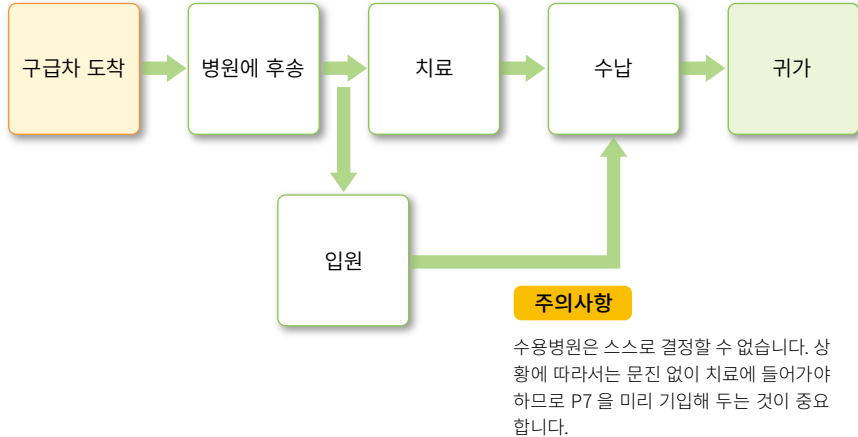 구급차 도착
병원에 후송
치료
수납
귀가
입원
주의사항
수용병원은 스스로 결정할 수 없습니다. 상
황에 따라서는 문진 없이 치료에 들어가야
하므로 P7 을 미리 기입해 두는 것이 중요
합니다.